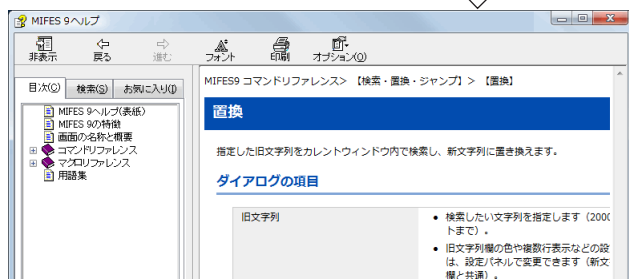 MIFES 9ヘルプ
非表示 戻る 進む フォント 印刷 オプション(O)
目次(C) 検索(S) お気に入り(I)
MIFES 9ヘルプ(表紙)
MIFES 9の特徴
画面の名称と概要
コマンドリファレンス
マクロリファレンス
用語集
MIFES9 コマンドリファレンス> 【検索・置換・ジャンプ】 > 【置換】
置換
指定した旧文字列をカレントウィンドウ内で検索し、新文字列に置き換えます。
ダイアログの項目
旧文字列
• 検索したい文字列を指定します（2000
トまで）。
• 旧文字列欄の色や複数行表示などの設
は、設定パネルで変更できます（新文
欄と共通）。